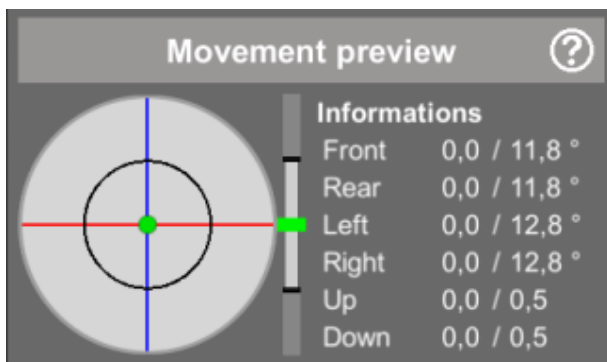 Movement preview ?
Informations
Front 0,0 / 11,8 °
Rear 0,0 / 11,8 °
Left 0,0 / 12,8 °
Right 0,0 / 12,8 °
Up 0,0 / 0,5
Down 0,0 / 0,5